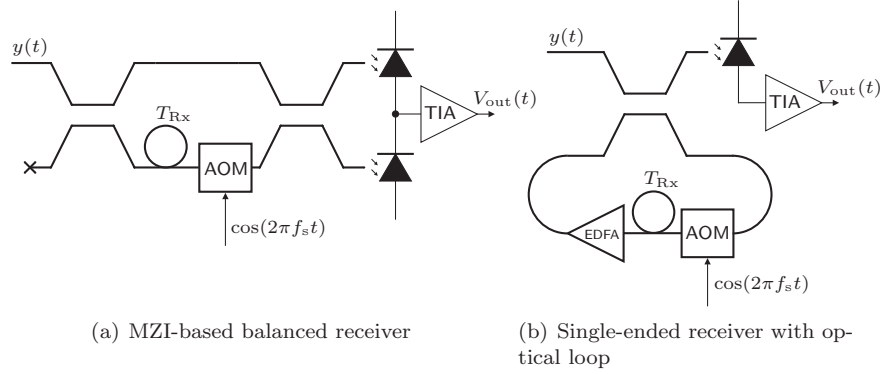 y(t)
T_Rx
AOM
cos(2πf_s t)
TIA
V_out(t)
(a) MZI-based balanced receiver
y(t)
TIA
V_out(t)
T_Rx
EDFA
AOM
cos(2πf_s t)
(b) Single-ended receiver with op-
tical loop